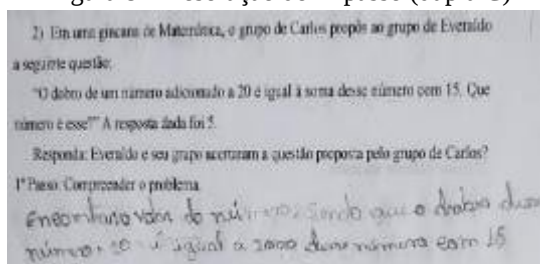 2) Em uma gincana de Matemática, o grupo de Carlos propôs ao grupo de Everaldo
a seguinte questão:
"O dobro de um número adicionado a 20 é igual à soma desse número com 15. Que
número é esse?" A resposta dada foi 5.
Responda: Everaldo e seu grupo acertaram a questão proposta pelo grupo de Carlos?
1º Passo: Compreender o problema
Encontrar o valor do número, sendo que o dobro desse
número + 20 é igual a soma desse número com 15